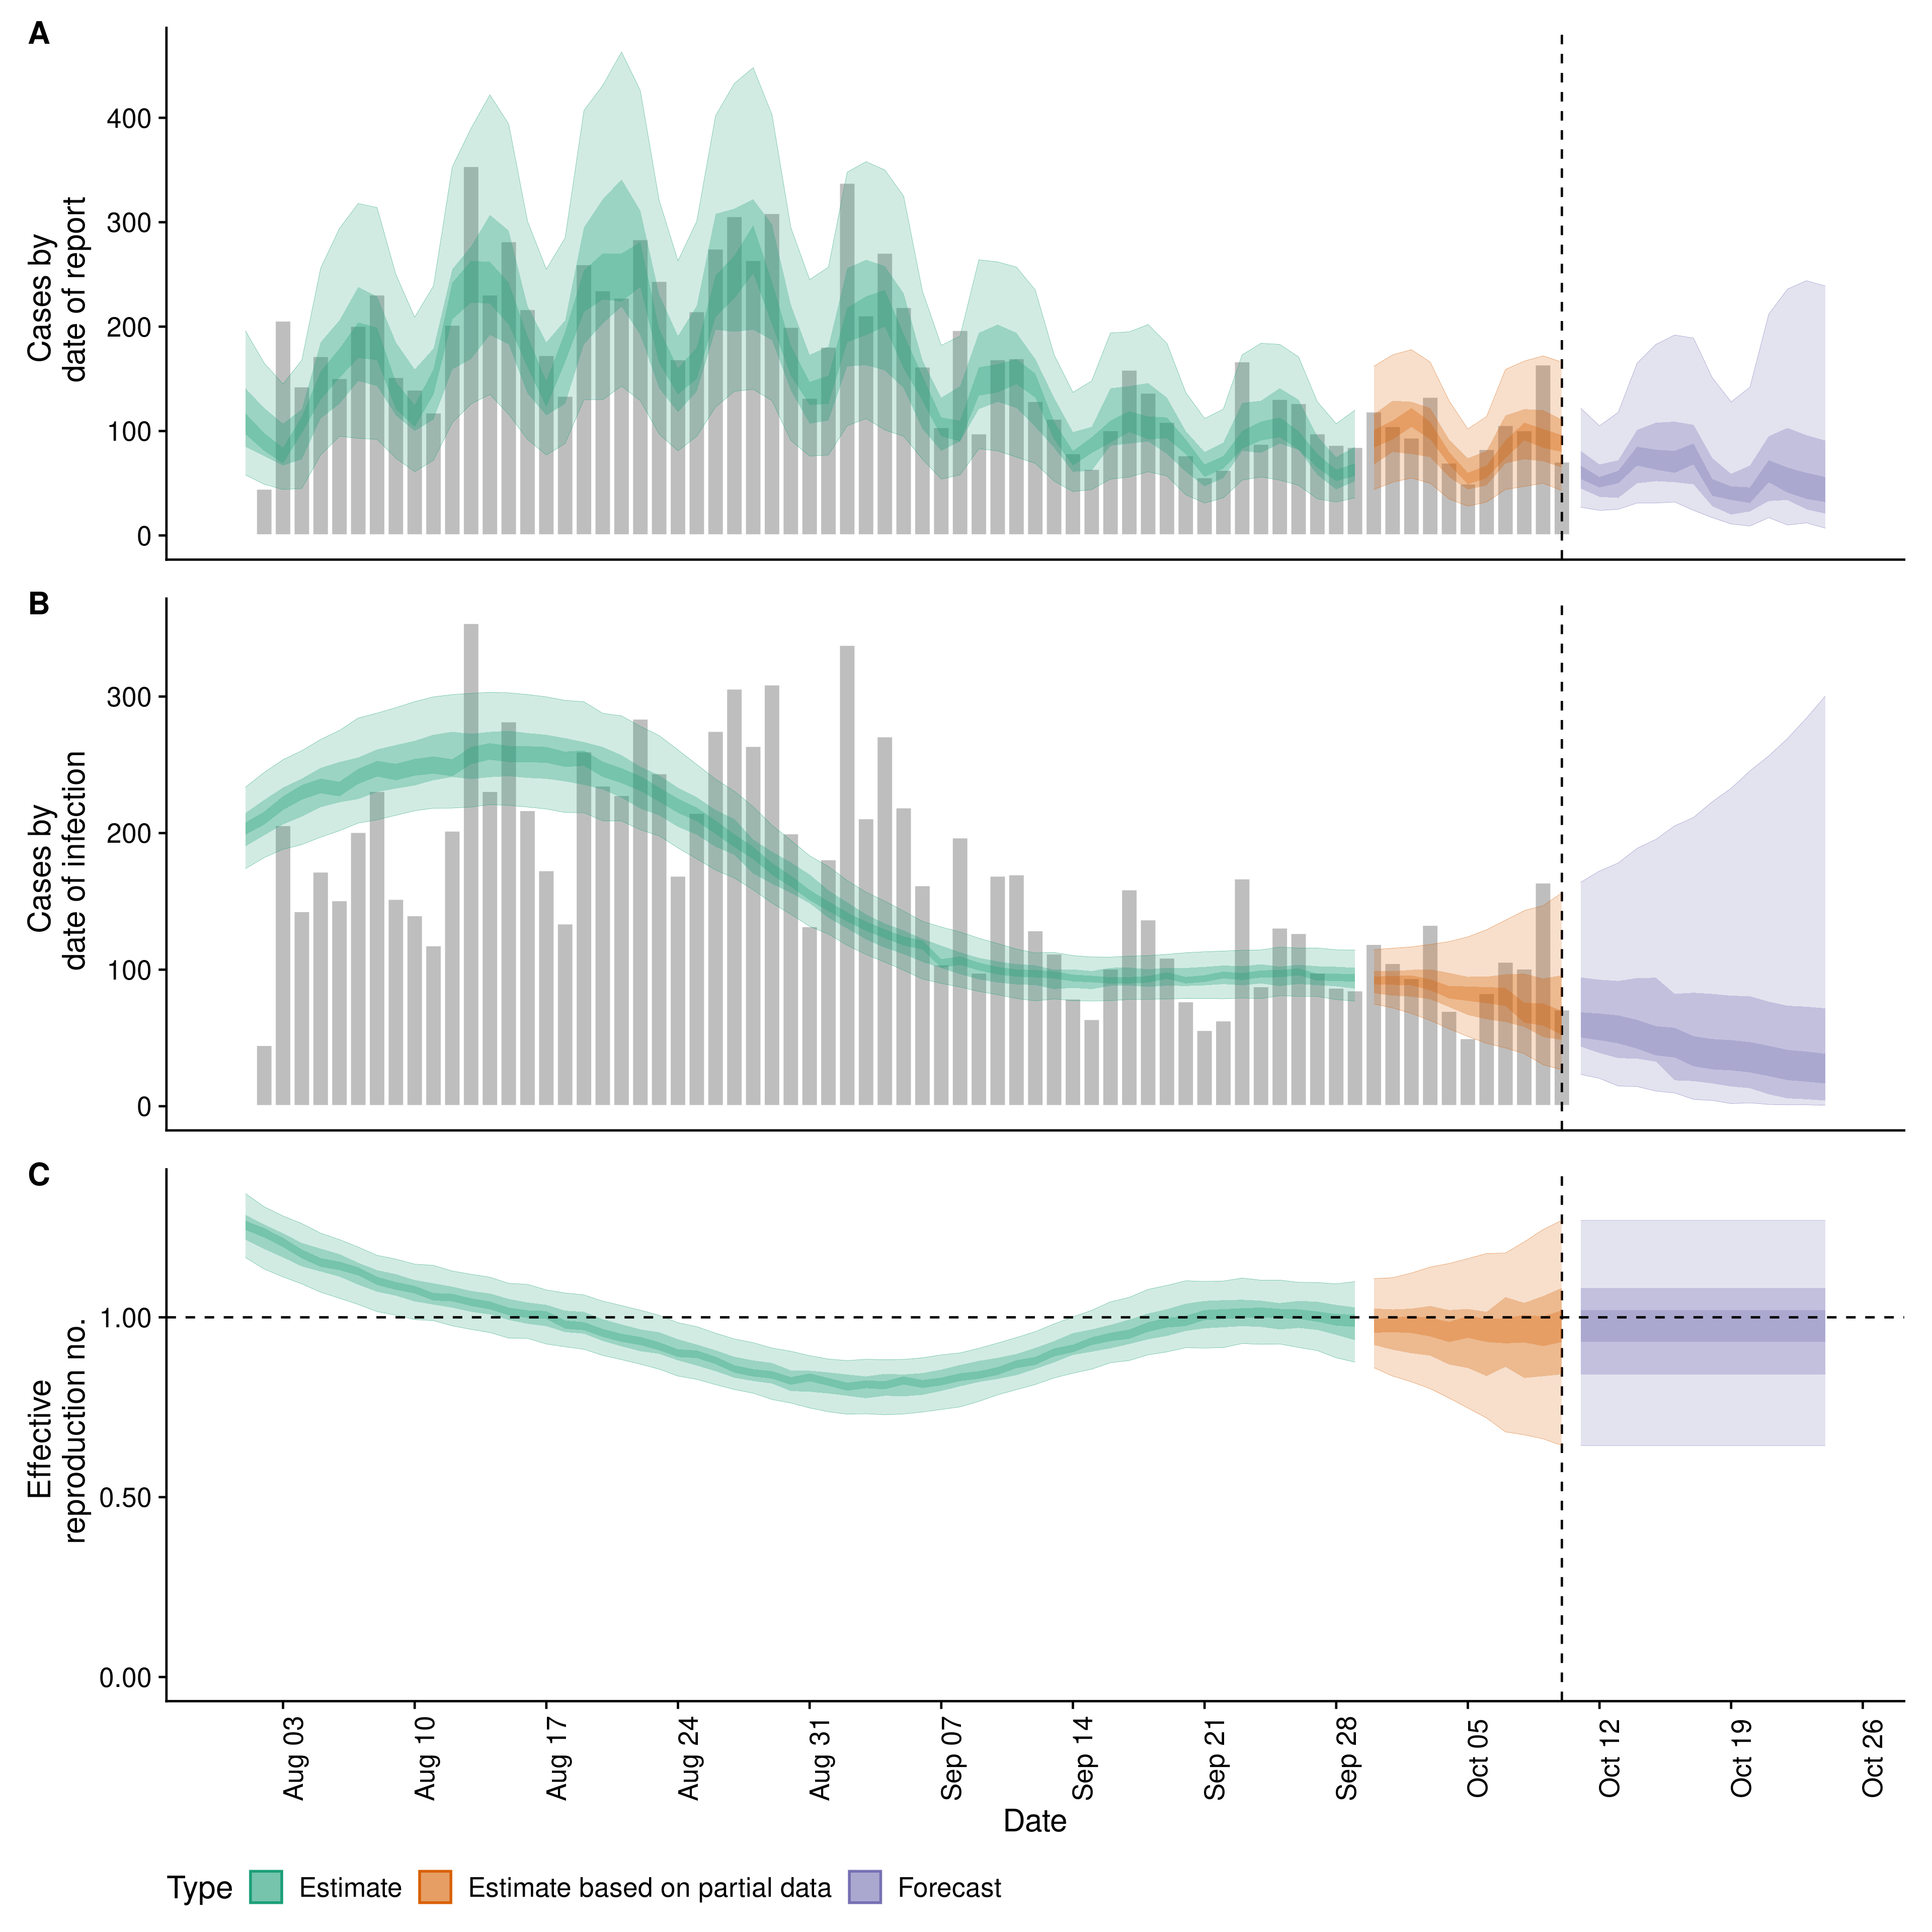 A
Cases by
date of report
400
300
200
100
0
B
Cases by
date of infection
300
200
100
0
C
Effective
reproduction no.
1.00
0.50
0.00
Aug 03
Aug 10
Aug 17
Aug 24
Aug 31
Sep 07
Sep 14
Sep 21
Sep 28
Oct 05
Oct 12
Oct 19
Oct 26
Date
Type Estimate Estimate based on partial data Forecast